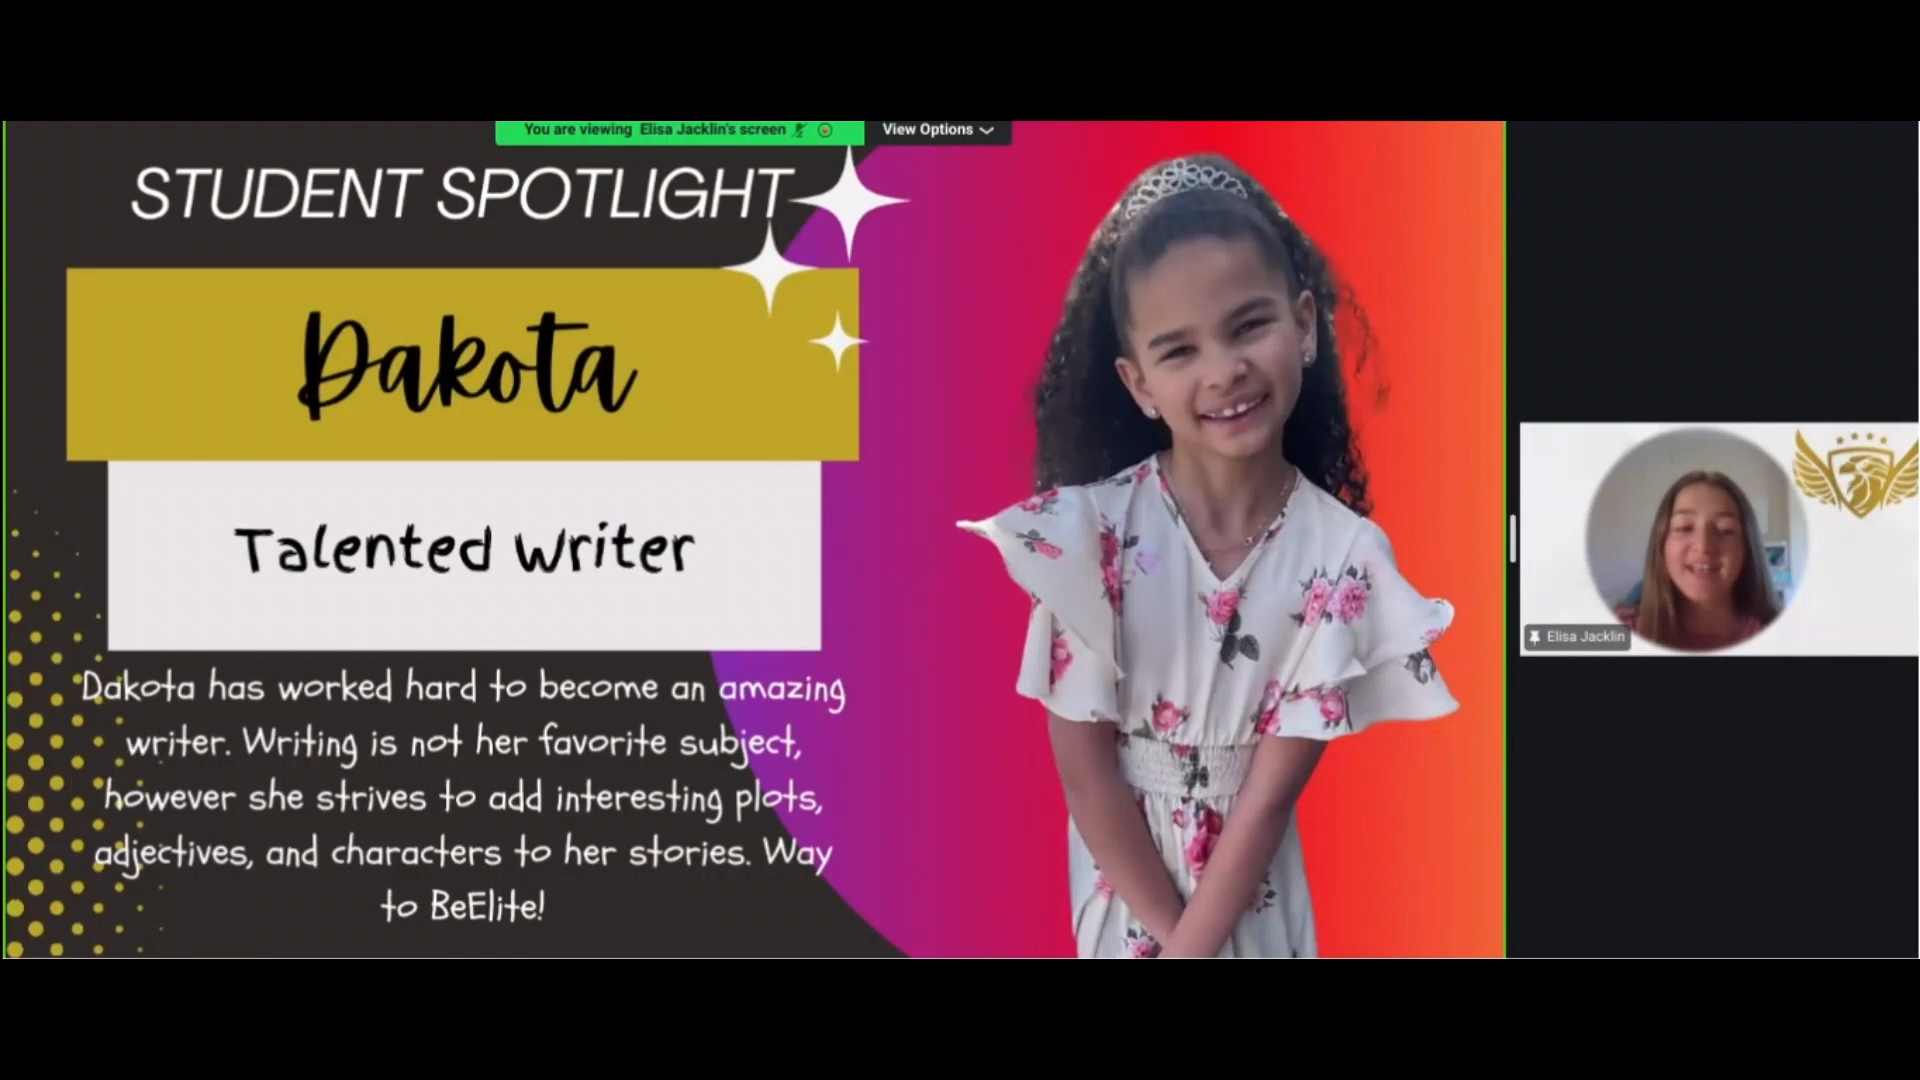 You are viewing Elisa Jacklin's screen
View Options
STUDENT SPOTLIGHT
Dakota
Talented Writer
Dakota has worked hard to become an amazing
writer. Writing is not her favorite subject,
however she strives to add interesting plots,
adjectives, and characters to her stories. Way
to BeElite!
Elisa Jacklin